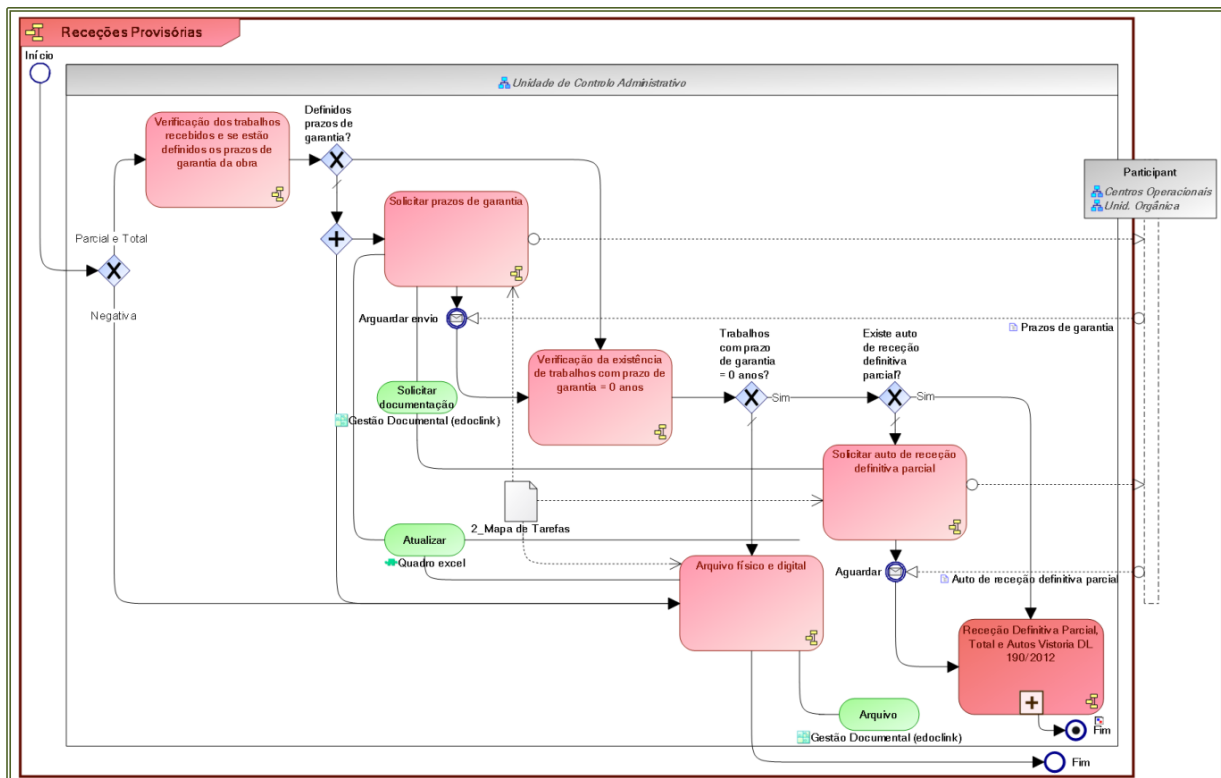 Receções Provisórias
Início
Unidade de Controlo Administrativo
Verificação dos trabalhos
recebidos e se estão
definidos os prazos de
garantia da obra
Definidos
prazos de
garantia?
Participant
Centros Operacionais
Unid. Orgânica
Solicitar prazos de garantia
Parcial e Total
Negativa
Arguardar envio
Prazos de garantia
Verificação da existência
de trabalhos com prazo de
garantia = 0 anos
Trabalhos
com prazo
de garantia
= 0 anos?
Existe auto
de receção
definitiva
parcial?
Sim
Sim
Solicitar
documentação
Gestão Documental (edoclink)
Solicitar auto de receção
definitiva parcial
2_Mapa de Tarefas
Atualizar
Quadro excel
Arquivo físico e digital
Aguardar
Auto de receção definitiva parcial
Receção Definitiva Parcial,
Total e Autos Vistoria DL
190/2012
Arquivo
Gestão Documental (edoclink)
Fim
Fim